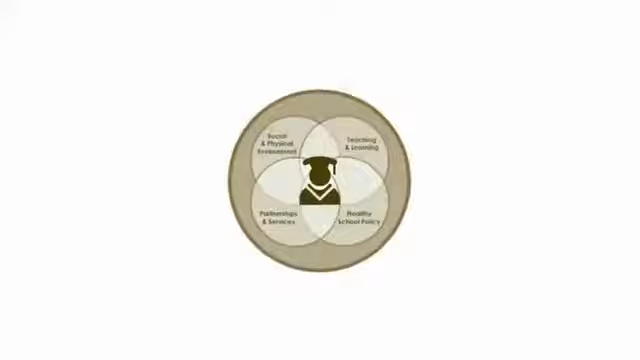 Social
& Physical
Environment
Teaching
& Learning
Partnerships
& Services
Healthy
School Policy